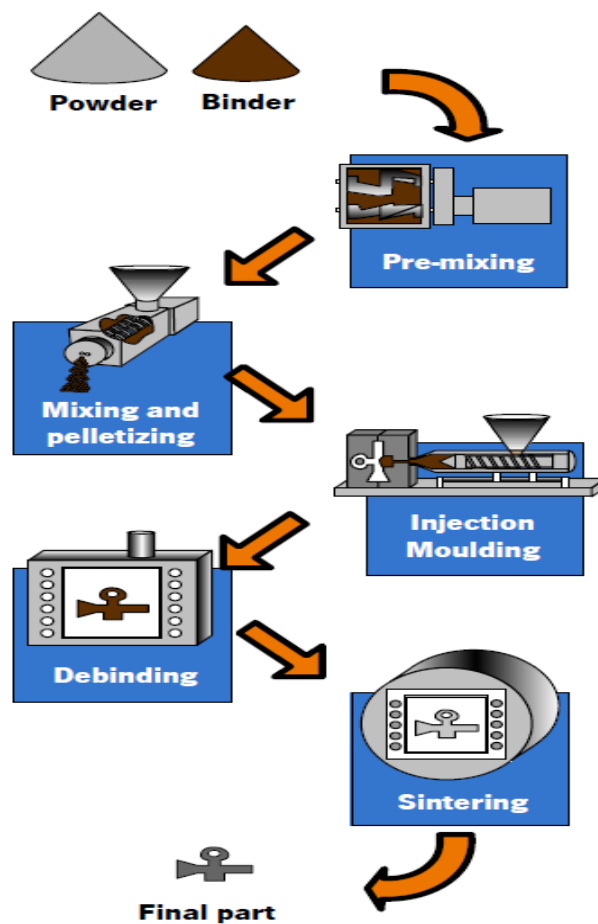 Powder Binder
Pre-mixing
Mixing and
pelletizing
Injection
Moulding
Debinding
Sintering
Final part